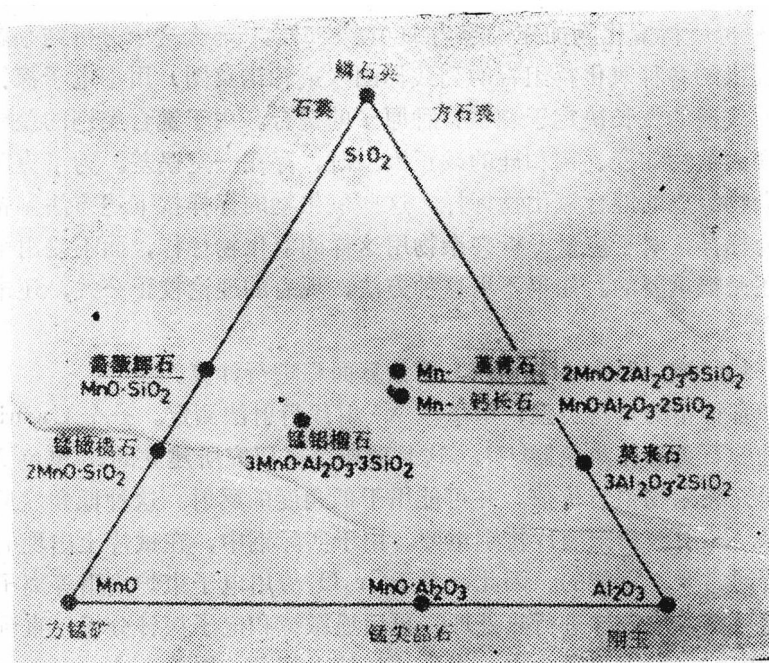 鳞石英
石英
方石英
SiO₂
蔷薇辉石
MnO·SiO₂
Mn- 堇青石 2MnO·2Al₂O₃·5SiO₂
Mn- 钙长石 MnO·Al₂O₃·2SiO₂
锰橄榄石
2MnO·SiO₂
锰铝榴石
3MnO·Al₂O₃·3SiO₂
莫来石
3Al₂O₃·2SiO₂
MnO
MnO·Al₂O₃
Al₂O₃
方锰矿
锰尖晶石
刚玉